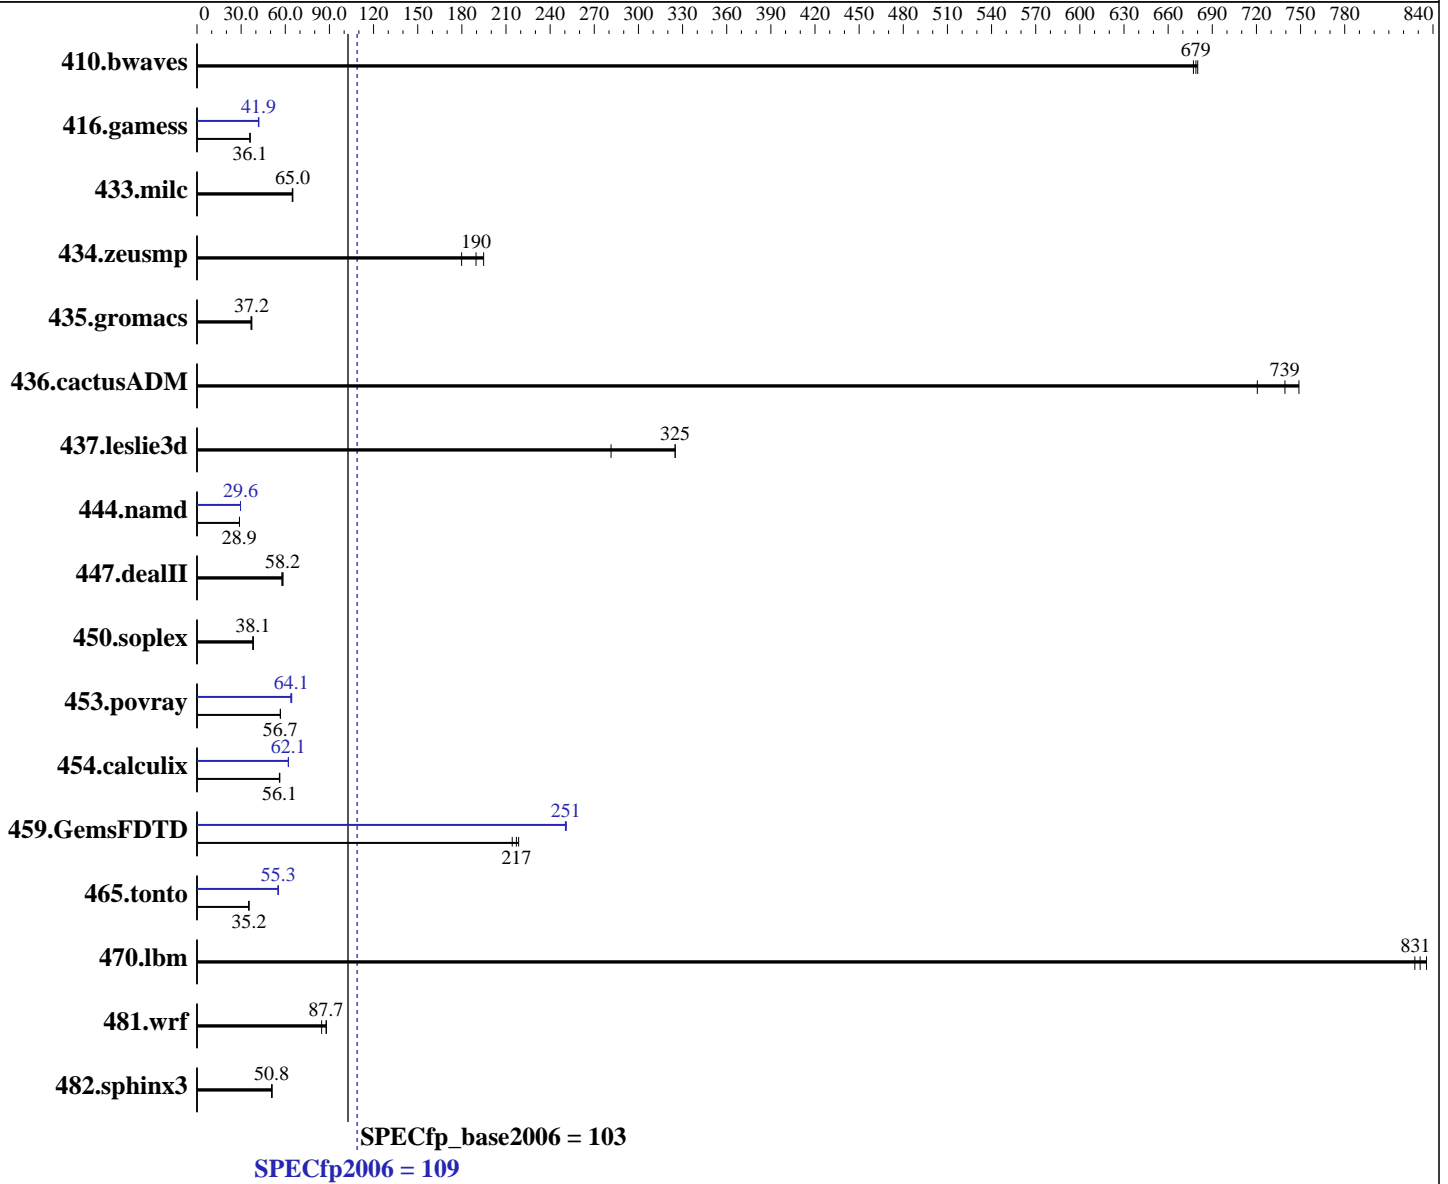 0 30.0 60.0 90.0 120 150 180 210 240 270 300 330 360 390 420 450 480 510 540 570 600 630 660 690 720 750 780 840
410.bwaves 679
416.gamess 41.9
36.1
433.milc 65.0
434.zeusmp 190
435.gromacs 37.2
436.cactusADM 739
437.leslie3d 325
444.namd 29.6
28.9
447.dealII 58.2
450.soplex 38.1
453.povray 64.1
56.7
454.calculix 62.1
56.1
459.GemsFDTD 251
217
465.tonto 55.3
35.2
470.lbm 831
481.wrf 87.7
482.sphinx3 50.8
SPECfp_base2006 = 103
SPECfp2006 = 109